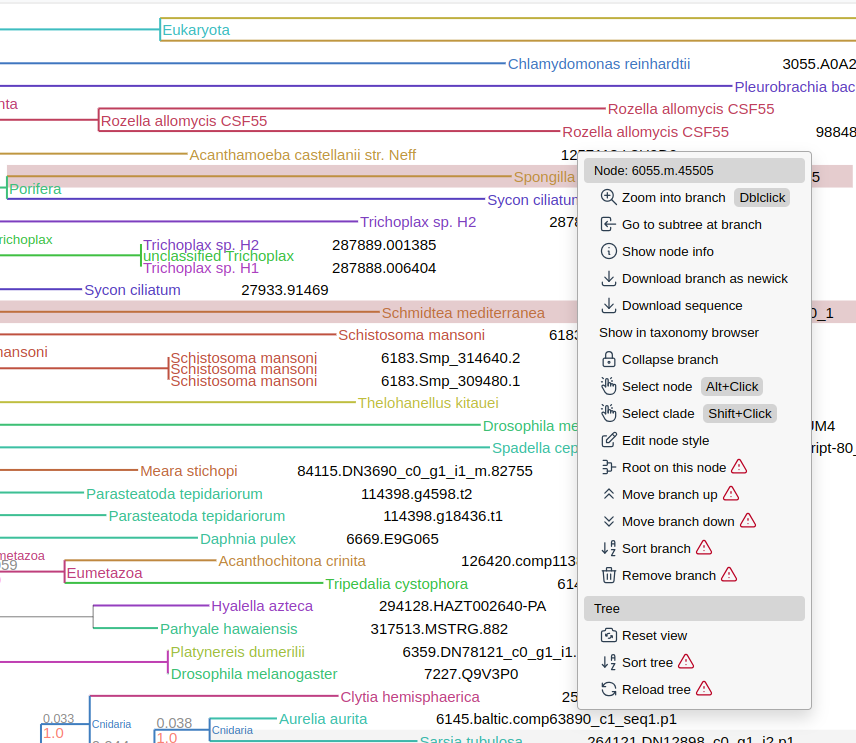 Eukaryota
Chlamydomonas reinhardtii 3055.A0A2
Pleurobrachia bac
nta
Rozella allomycis CSF55
Rozella allomycis CSF55
Rozella allomycis CSF55 98848
Acanthamoeba castellanii str. Neff
Spongilla 5
Porifera
Sycon ciliatum
Trichoplax sp. H2 2878
richoplax
Trichoplax sp. H2 287889.001385
unclassified Trichoplax
Trichoplax sp. H1 287888.006404
Sycon ciliatum 27933.91469
Schmidtea mediterranea 0_1
Schistosoma mansoni 6183
mansoni
Schistosoma mansoni 6183.Smp_314640.2
Schistosoma mansoni
Schistosoma mansoni 6183.Smp_309480.1
Thelohanellus kitauei
Drosophila me JM4
Spadella cep ript-80_
Meara stichopi 84115.DN3690_c0_g1_i1_m.82755
Parasteatoda tepidariorum 114398.g4598.t2
Parasteatoda tepidariorum 114398.g18436.t1
Daphnia pulex 6669.E9G065
metazoa
059
Acanthochitona crinita 126420.comp113
Eumetazoa
Tripedalia cystophora 614
Hyalella azteca 294128.HAZT002640-PA
Parhyale hawaiensis 317513.MSTRG.882
Platynereis dumerilii 6359.DN78121_c0_g1_i1.
Drosophila melanogaster 7227.Q9V3P0
Clytia hemisphaerica 25
0.033
1.0
Cnidaria
0.044
0.038
1.0
Cnidaria
Aurelia aurita 6145.baltic.comp63890_c1_seq1.p1
Sarsia tubulosa 264121.DN12898_c0_g1_i2.p1
Node: 6055.m.45505
Zoom into branch Dblclick
Go to subtree at branch
Show node info
Download branch as newick
Download sequence
Show in taxonomy browser
Collapse branch
Select node Alt+Click
Select clade Shift+Click
Edit node style
Root on this node
Move branch up
Move branch down
Sort branch
Remove branch
Tree
Reset view
Sort tree
Reload tree